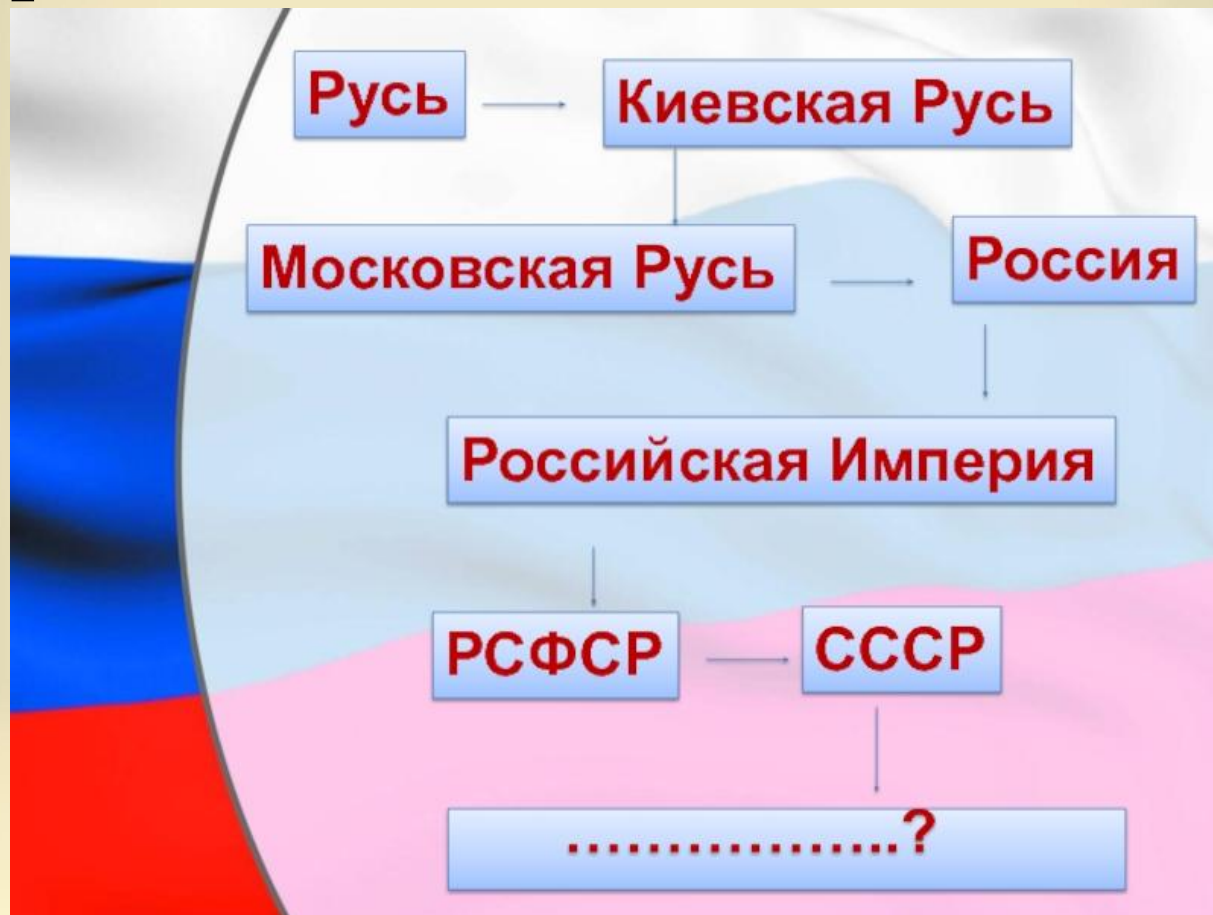 Русь
Киевская Русь
Московская Русь
Россия
Российская Империя
РСФСР
СССР
………………..?